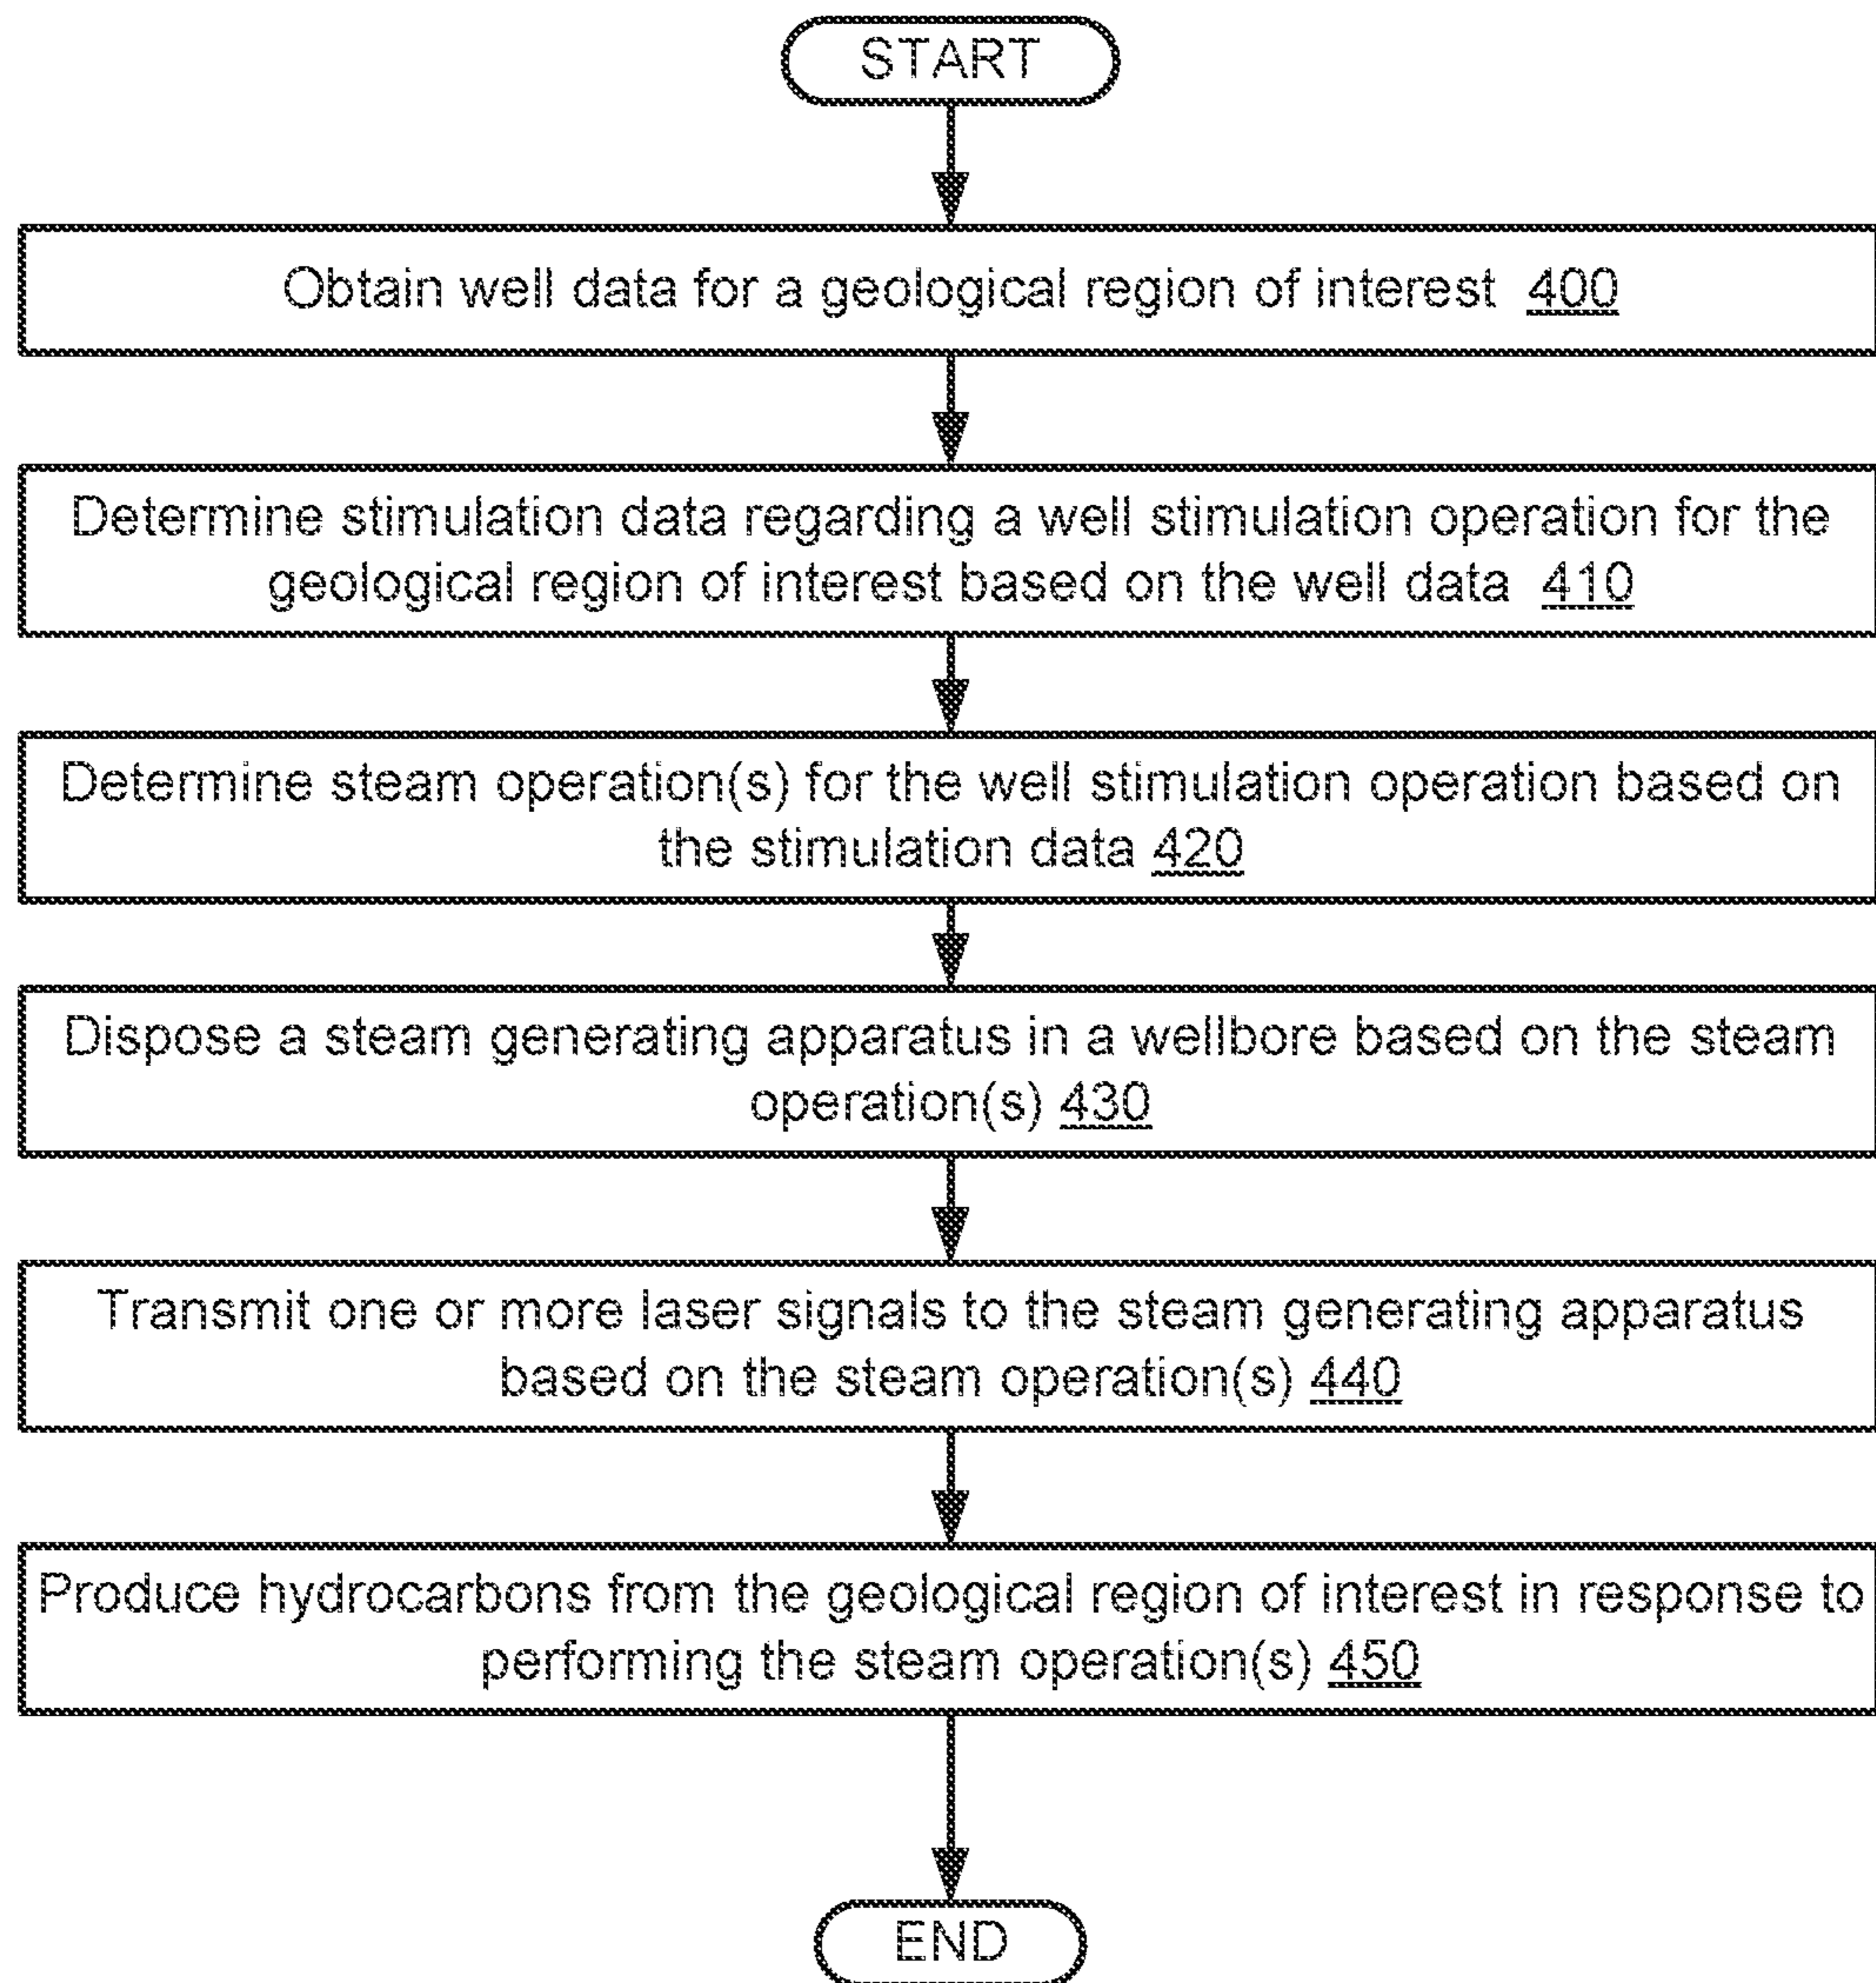 START
Obtain well data for a geological region of interest 400
Determine stimulation data regarding a well stimulation operation for the
geological region of interest based on the well data 410
Determine steam operation(s) for the well stimulation operation based on
the stimulation data 420
Dispose a steam generating apparatus in a wellbore based on the steam
operation(s) 430
Transmit one or more laser signals to the steam generating apparatus
based on the steam operation(s) 440
Produce hydrocarbons from the geological region of interest in response to
performing the steam operation(s) 450
END